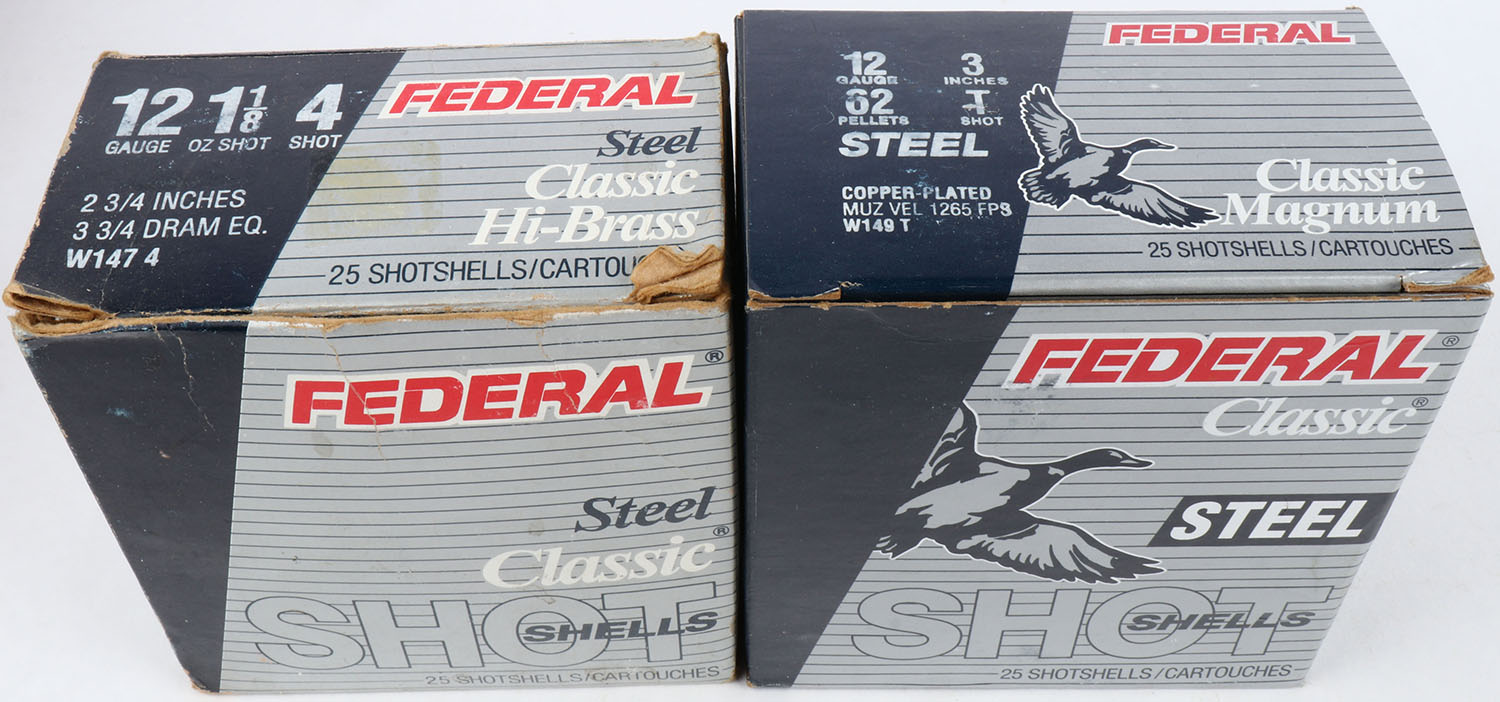 12 1 1/8 4
GAUGE OZ SHOT SHOT
2 3/4 INCHES
3 3/4 DRAM EQ.
W147 4
FEDERAL
Steel
Classic
Hi-Brass
25 SHOTSHELLS/CARTOUC
FEDERAL®
Steel
Classic®
SHOT
SHELLS
25 SHOTSHELLS/CARTOUCHES
12 3
GAUGE INCHES
62 T
PELLETS SHOT
STEEL
COPPER-PLATED
MUZ VEL 1265 FPS
W149 T
FEDERAL
Classic
Magnum
25 SHOTSHELLS/CARTOUCHES
FEDERAL®
Classic®
STEEL
SHOT
SHELLS
25 SHOTSHELLS/CARTOUCHES